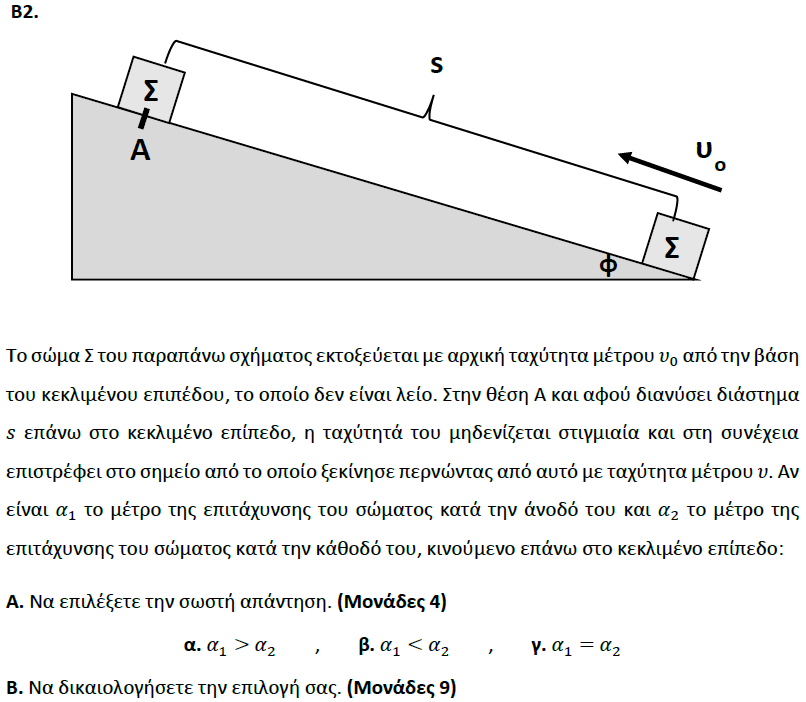 B2.
S
Σ
A
υₒ
Σ
φ
Το σώμα Σ του παραπάνω σχήματος εκτοξεύεται με αρχική ταχύτητα μέτρου 𝜐₀ από την βάση
του κεκλιμένου επιπέδου, το οποίο δεν είναι λείο. Στην θέση Α και αφού διανύσει διάστημα
𝑠 επάνω στο κεκλιμένο επίπεδο, η ταχύτητά του μηδενίζεται στιγμιαία και στη συνέχεια
επιστρέφει στο σημείο από το οποίο ξεκίνησε περνώντας από αυτό με ταχύτητα μέτρου 𝜐. Αν
είναι 𝛼₁ το μέτρο της επιτάχυνσης του σώματος κατά την άνοδό του και 𝛼₂ το μέτρο της
επιτάχυνσης του σώματος κατά την κάθοδό του, κινούμενο επάνω στο κεκλιμένο επίπεδο:
Α. Να επιλέξετε την σωστή απάντηση. (Μονάδες 4)
α. 𝛼₁ > 𝛼₂ , β. 𝛼₁ < 𝛼₂ , γ. 𝛼₁ = 𝛼₂
Β. Να δικαιολογήσετε την επιλογή σας. (Μονάδες 9)